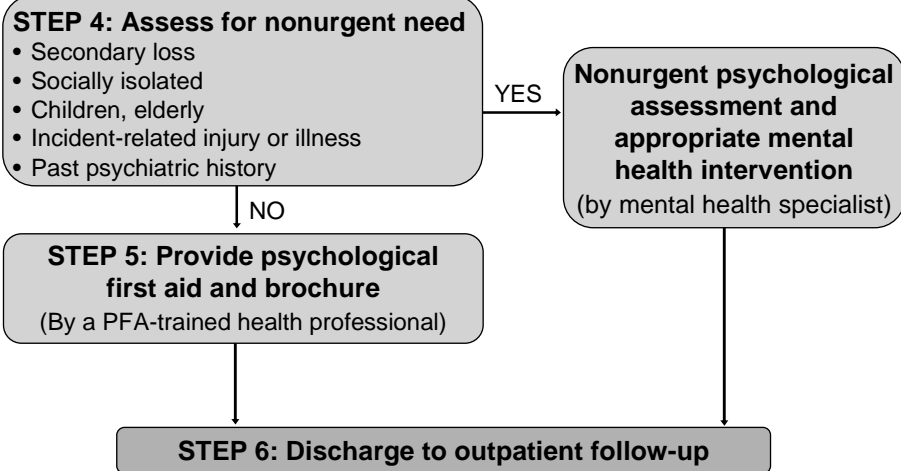 STEP 4: Assess for nonurgent need
• Secondary loss
• Socially isolated
• Children, elderly
• Incident-related injury or illness
• Past psychiatric history
YES
Nonurgent psychological
assessment and
appropriate mental
health intervention
(by mental health specialist)
NO
STEP 5: Provide psychological
first aid and brochure
(By a PFA-trained health professional)
STEP 6: Discharge to outpatient follow-up